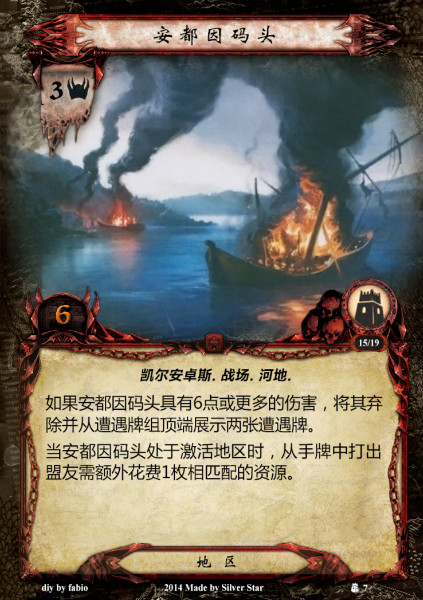 安都因码头
3
6
15/19
凯尔安卓斯. 战场. 河地.
如果安都因码头具有6点或更多的伤害，将其弃
除并从遭遇牌组顶端展示两张遭遇牌。
当安都因码头处于激活地区时，从手牌中打出
盟友需额外花费1枚相匹配的资源。
地区
diy by fabio 2014 Made by Silver Star 7